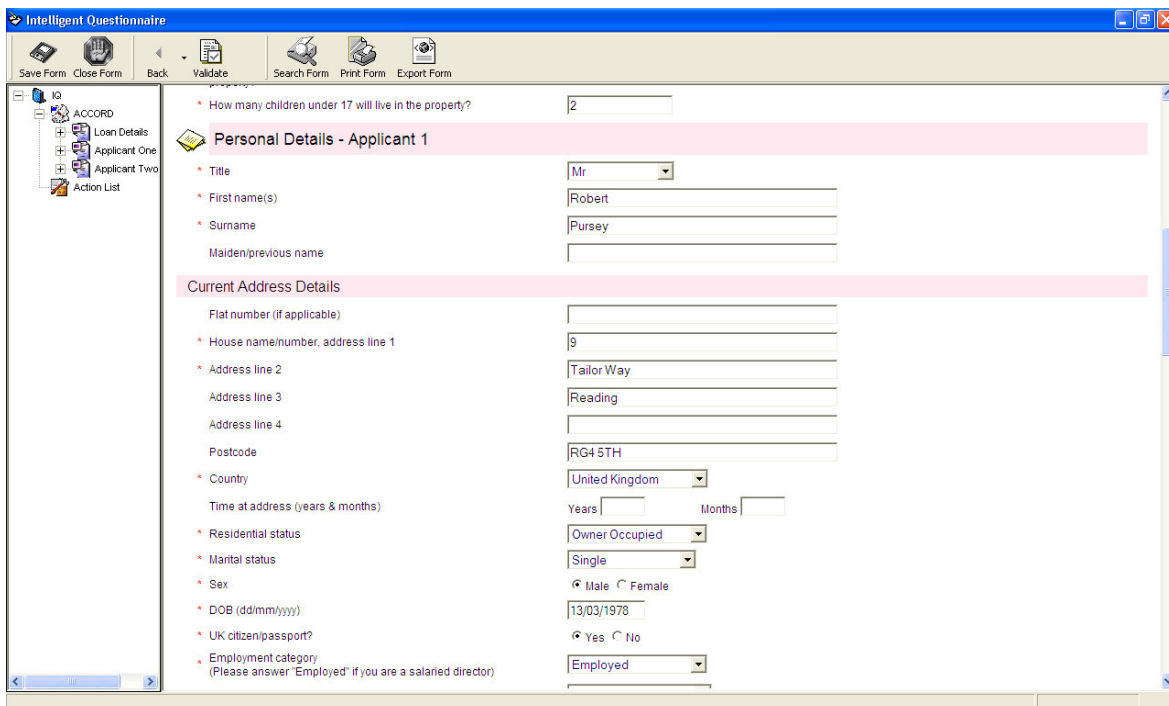 Intelligent Questionnaire
Save Form Close Form Back Validate Search Form Print Form Export Form
IQ
ACCORD
Loan Details
Applicant One
Applicant Two
Action List
* How many children under 17 will live in the property? 2
Personal Details - Applicant 1
* Title Mr
* First name(s) Robert
* Surname Pursey
Maiden/previous name
Current Address Details
Flat number (if applicable)
* House name/number, address line 1 9
* Address line 2 Tailor Way
Address line 3 Reading
Address line 4
Postcode RG4 5TH
* Country United Kingdom
Time at address (years & months) Years Months
* Residential status Owner Occupied
* Marital status Single
* Sex Male Female
* DOB (dd/mm/yyyy) 13/03/1978
* UK citizen/passport? Yes No
* Employment category Employed
(Please answer "Employed" if you are a salaried director)